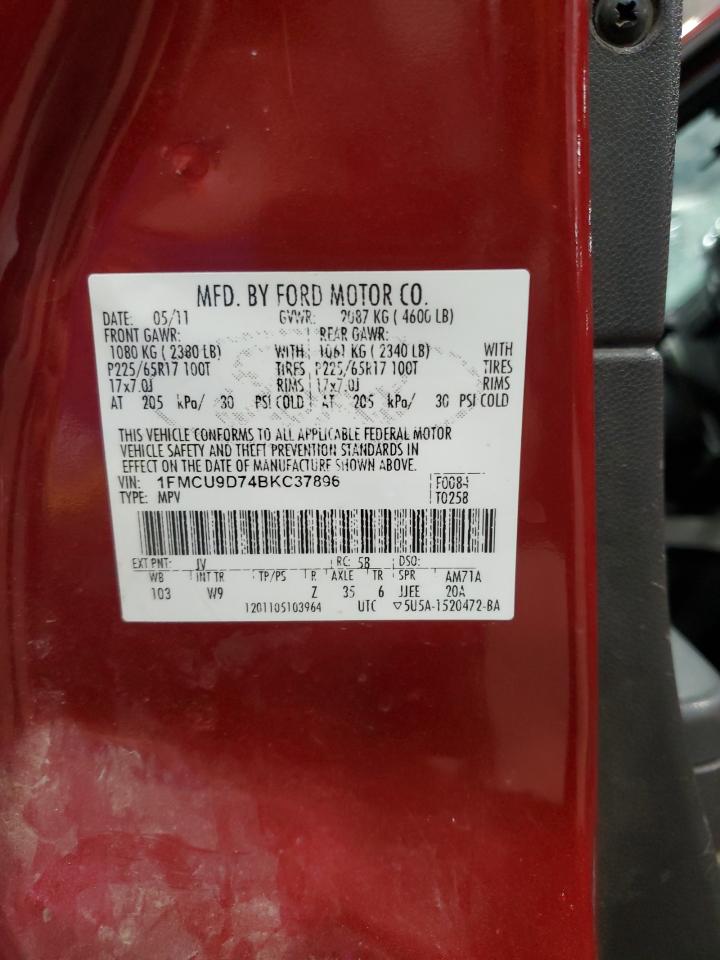 MFD. BY FORD MOTOR CO.
DATE: 05/11 GVWR: 2087 KG ( 4600 LB)
FRONT GAWR: REAR GAWR:
1080 KG ( 2380 LB) WITH 1061 KG ( 2340 LB) WITH
P225/65R17 100T TIRES P225/65R17 100T TIRES
17x7.0J RIMS 17x7.0J RIMS
AT 205 kPa/ 30 PSI COLD AT 205 kPa/ 30 PSI COLD
THIS VEHICLE CONFORMS TO ALL APPLICABLE FEDERAL MOTOR
VEHICLE SAFETY AND THEFT PREVENTION STANDARDS IN
EFFECT ON THE DATE OF MANUFACTURE SHOWN ABOVE.
VIN: 1FMCU9D74BKC37896 F0084
TYPE: MPV T0258
EXT PNT: JV RC: 58 DSO:
WB INT TR TP/PS R AXLE TR SPR AM71A
103 W9 Z 35 6 JJEE 20A
1201105103964 UTC ▽5U5A-1520472-BA